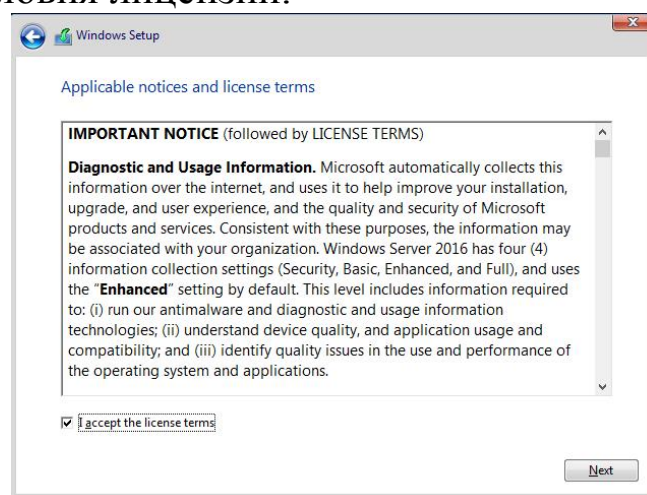 лицензии.
Windows Setup
Applicable notices and license terms
IMPORTANT NOTICE (followed by LICENSE TERMS)
Diagnostic and Usage Information. Microsoft automatically collects this
information over the internet, and uses it to help improve your installation,
upgrade, and user experience, and the quality and security of Microsoft
products and services. Consistent with these purposes, the information may
be associated with your organization. Windows Server 2016 has four (4)
information collection settings (Security, Basic, Enhanced, and Full), and uses
the “Enhanced” setting by default. This level includes information required
to: (i) run our antimalware and diagnostic and usage information
technologies; (ii) understand device quality, and application usage and
compatibility; and (iii) identify quality issues in the use and performance of
the operating system and applications.
I accept the license terms
Next